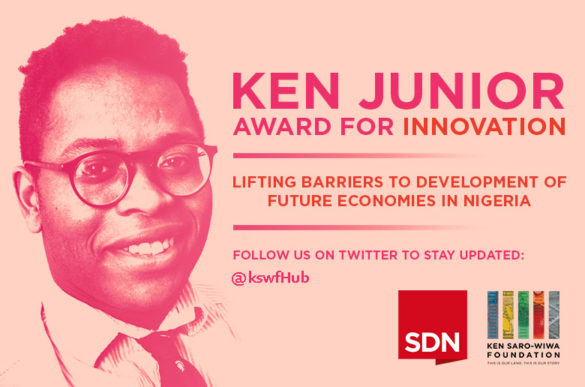 KEN JUNIOR
AWARD FOR INNOVATION
LIFTING BARRIERS TO DEVELOPMENT OF
FUTURE ECONOMIES IN NIGERIA
FOLLOW US ON TWITTER TO STAY UPDATED:
@kswfHub
SDN
KEN SARO-WIWA
FOUNDATION
THIS IS OUR LAND, THIS IS OUR STORY